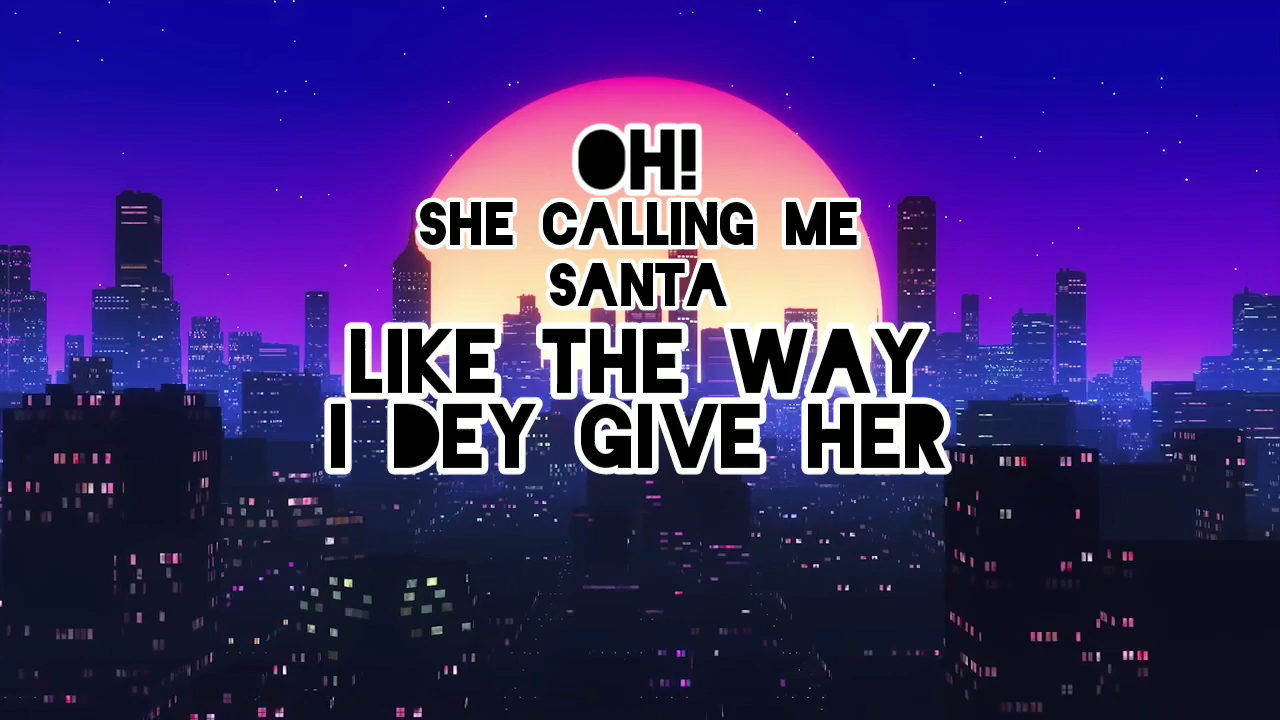 OH!
SHE CALLING ME
SANTA
LIKE THE WAY
I DEY GIVE HER